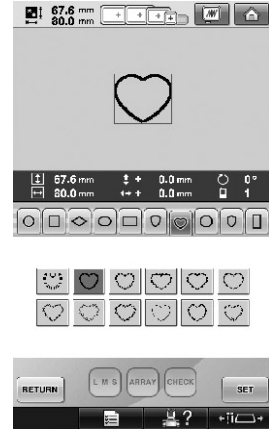 67.6 mm
80.0 mm
67.6 mm + 0.0 mm 0°
80.0 mm + 0.0 mm 1
RETURN L M S ARRAY CHECK SET
?